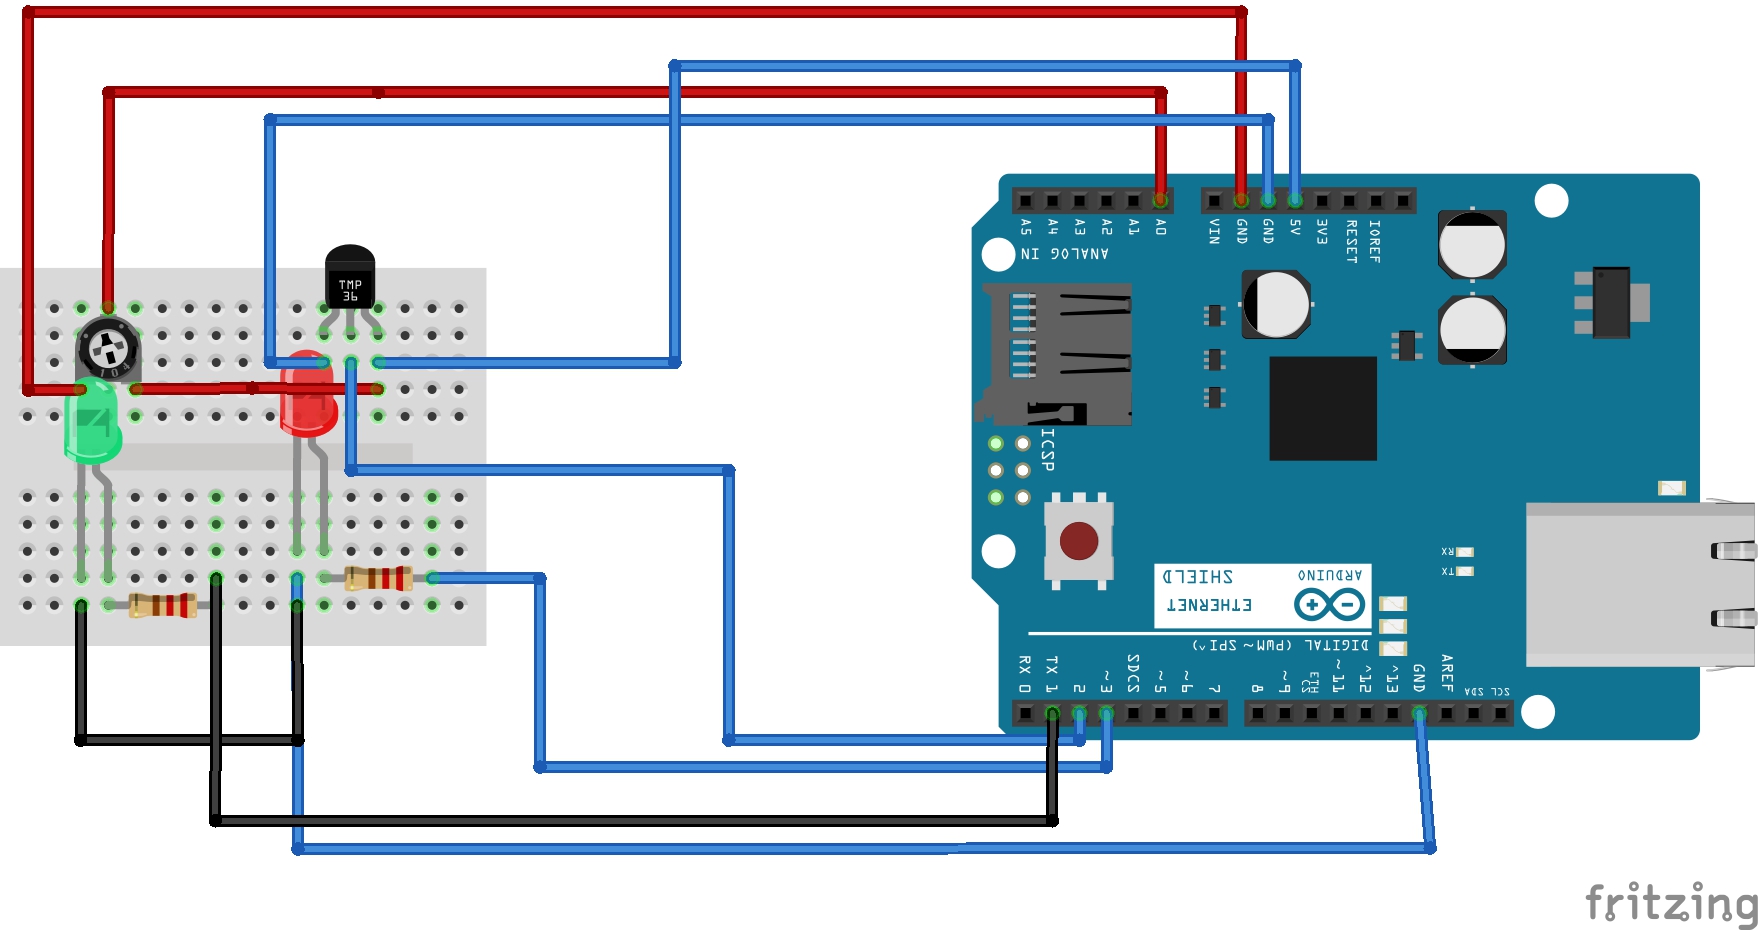 A5
A4
A3
A2
A1
A0
VIN
GND
GND
5V
3V3
RESET
IOREF
ANALOG IN
TMP
36
104
ICSP
RX
TX
ARDUINO
SHIELD
ETHERNET
DIGITAL (PWM~ SPI^)
RX 0
TX 1
2
~3
SDCS
~5
~6
7
8
~9
ETH
CS
~11
^12
^13
GND
AREF
SDA
SCL
fritzing